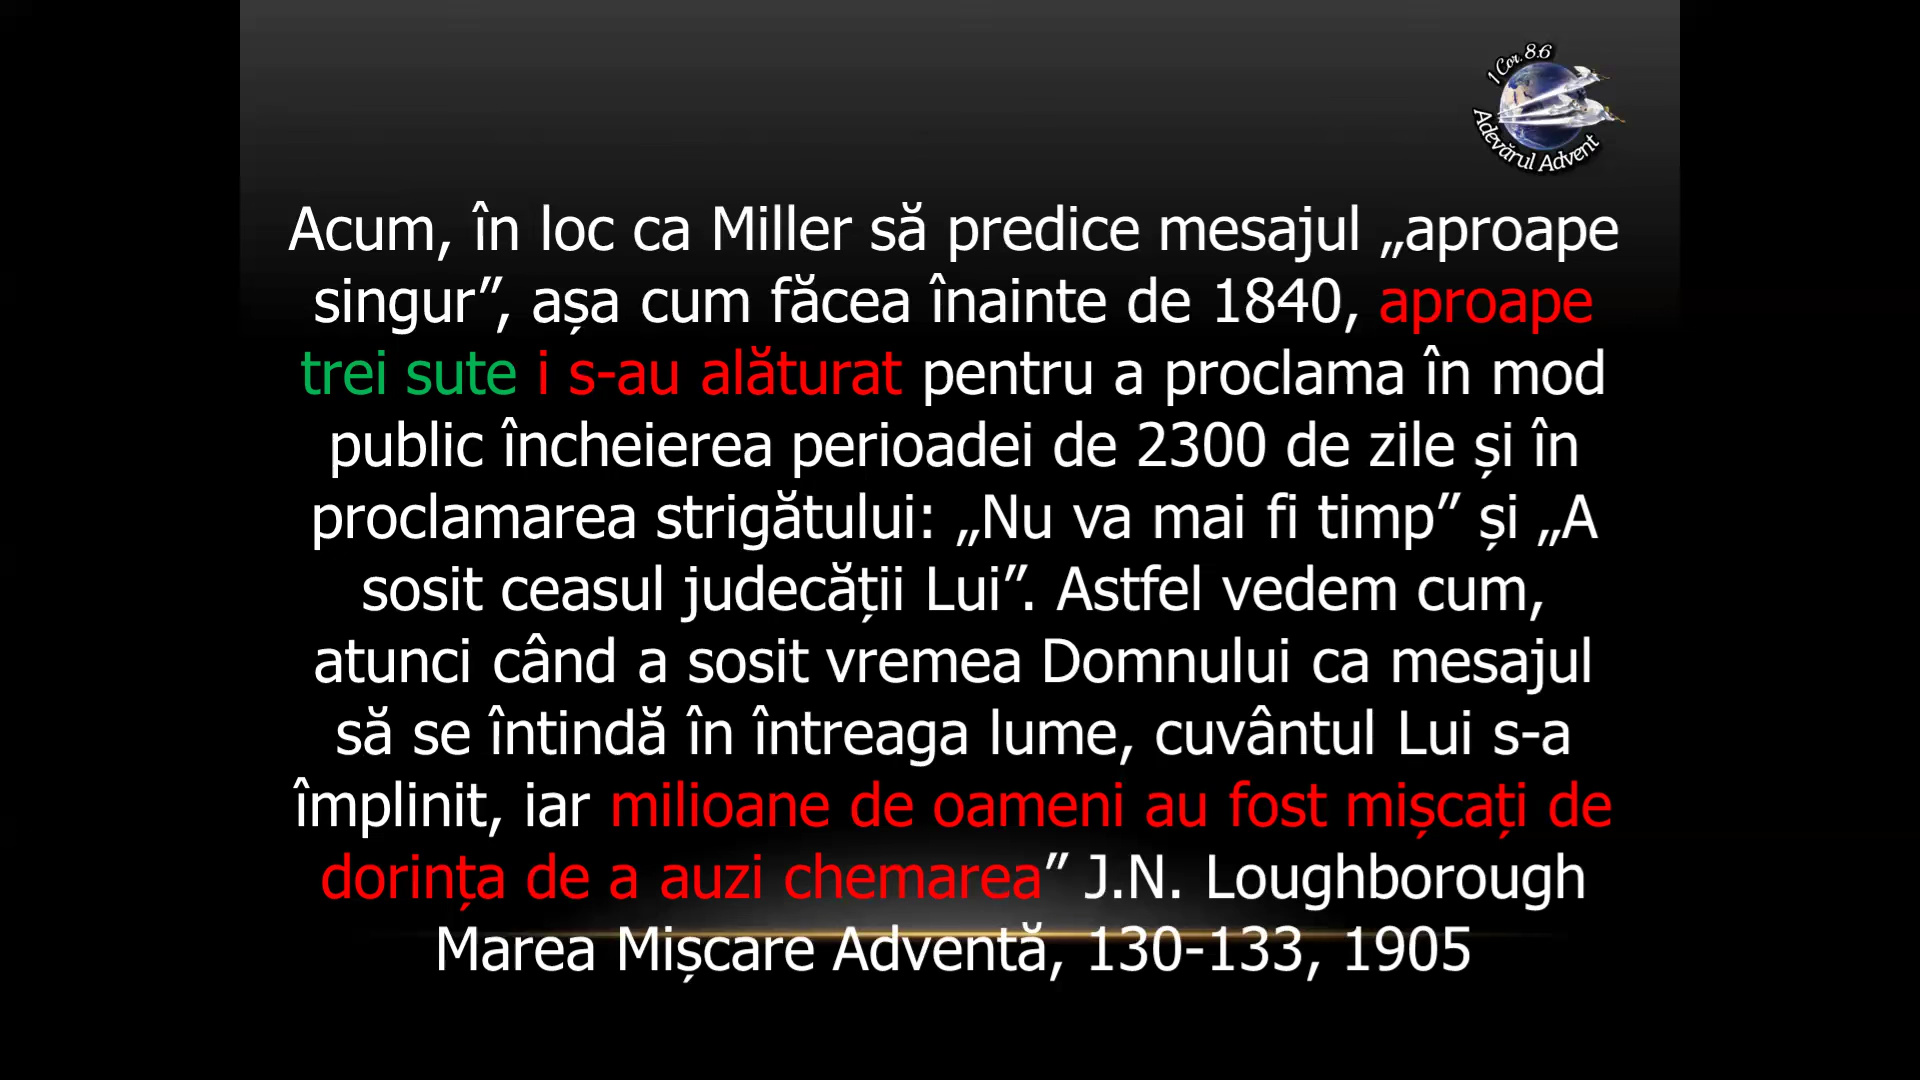 1 Cor. 8:6
Adevărul Advent
Acum, în loc ca Miller să predice mesajul „aproape
singur”, așa cum făcea înainte de 1840, aproape
trei sute i s-au alăturat pentru a proclama în mod
public încheierea perioadei de 2300 de zile și în
proclamarea strigătului: „Nu va mai fi timp” și „A
sosit ceasul judecății Lui”. Astfel vedem cum,
atunci când a sosit vremea Domnului ca mesajul
să se întindă în întreaga lume, cuvântul Lui s-a
împlinit, iar milioane de oameni au fost mișcați de
dorința de a auzi chemarea” J.N. Loughborough
Marea Mișcare Adventă, 130-133, 1905